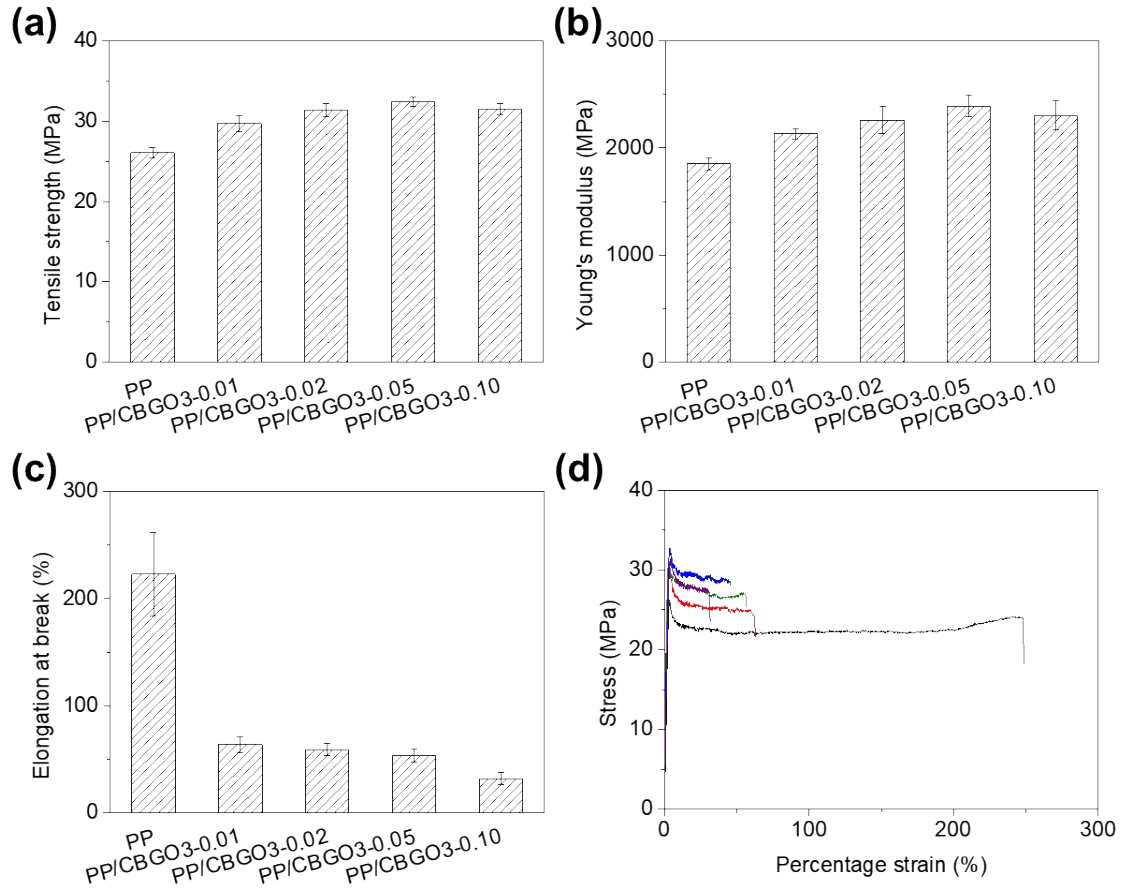 (a)
40
30
20
10
0
Tensile strength (MPa)
PP
PP/CBGO3-0.01
PP/CBGO3-0.02
PP/CBGO3-0.05
PP/CBGO3-0.10
(b)
3000
2000
1000
0
Young's modulus (MPa)
PP
PP/CBGO3-0.01
PP/CBGO3-0.02
PP/CBGO3-0.05
PP/CBGO3-0.10
(c)
300
200
100
0
Elongation at break (%)
PP
PP/CBGO3-0.01
PP/CBGO3-0.02
PP/CBGO3-0.05
PP/CBGO3-0.10
(d)
40
30
20
10
0
Stress (MPa)
0 100 200 300
Percentage strain (%)